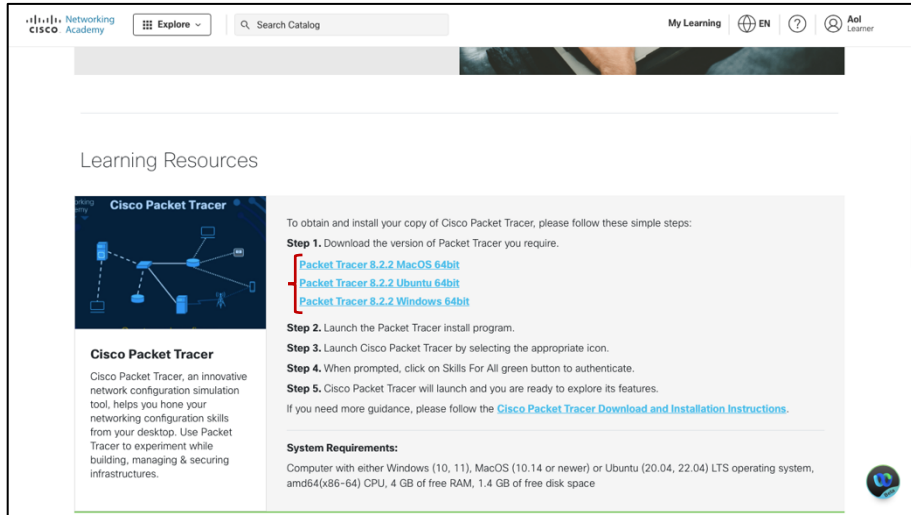 Networking
CISCO Academy
Explore
Search Catalog
My Learning
EN
?
Aol
Learner
Learning Resources
Cisco Packet Tracer
To obtain and install your copy of Cisco Packet Tracer, please follow these simple steps:
Step 1. Download the version of Packet Tracer you require.
Packet Tracer 8.2.2 MacOS 64bit
Packet Tracer 8.2.2 Ubuntu 64bit
Packet Tracer 8.2.2 Windows 64bit
Step 2. Launch the Packet Tracer install program.
Step 3. Launch Cisco Packet Tracer by selecting the appropriate icon.
Step 4. When prompted, click on Skills For All green button to authenticate.
Step 5. Cisco Packet Tracer will launch and you are ready to explore its features.
If you need more guidance, please follow the Cisco Packet Tracer Download and Installation Instructions.
System Requirements:
Computer with either Windows (10, 11), MacOS (10.14 or newer) or Ubuntu (20.04, 22.04) LTS operating system,
amd64(x86-64) CPU, 4 GB of free RAM, 1.4 GB of free disk space
Cisco Packet Tracer
Cisco Packet Tracer, an innovative
network configuration simulation
tool, helps you hone your
networking configuration skills
from your desktop. Use Packet
Tracer to experiment while
building, managing & securing
infrastructures.